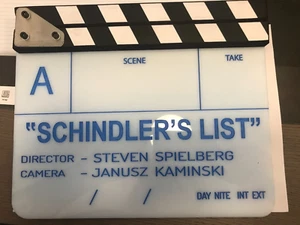 SCENE TAKE
A
"SCHINDLER'S LIST"
DIRECTOR - STEVEN SPIELBERG
CAMERA - JANUSZ KAMINSKI
/ / DAY NITE INT EXT